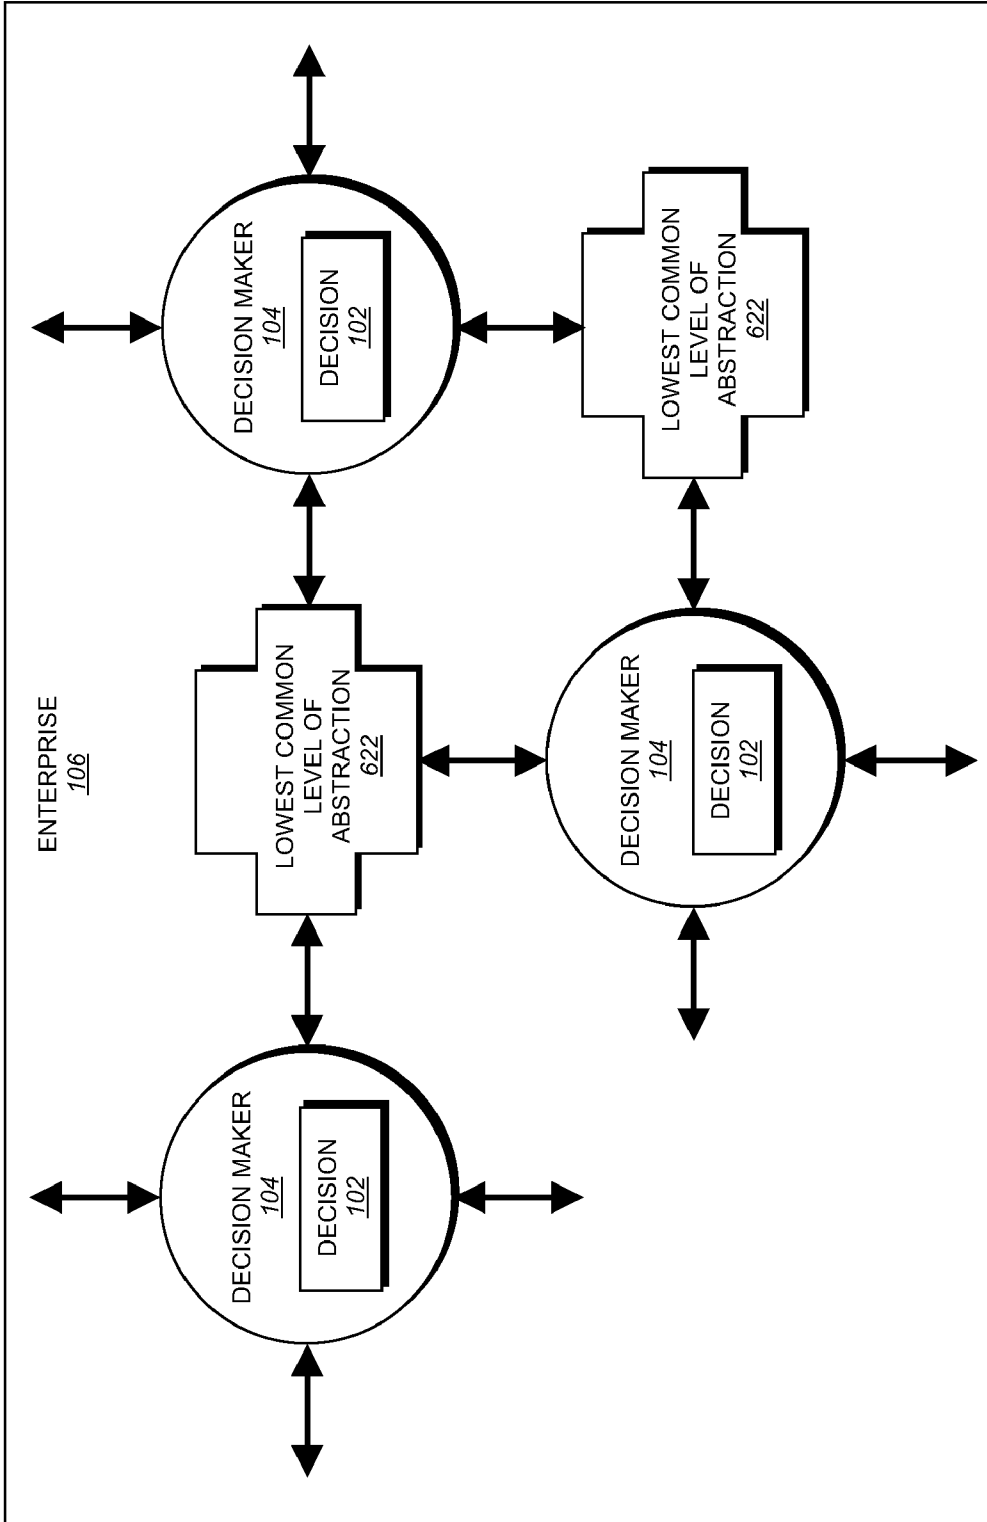 ENTERPRISE
106
DECISION MAKER
104
DECISION
102
LOWEST COMMON
LEVEL OF
ABSTRACTION
622
DECISION MAKER
104
DECISION
102
DECISION MAKER
104
DECISION
102
LOWEST COMMON
LEVEL OF
ABSTRACTION
622